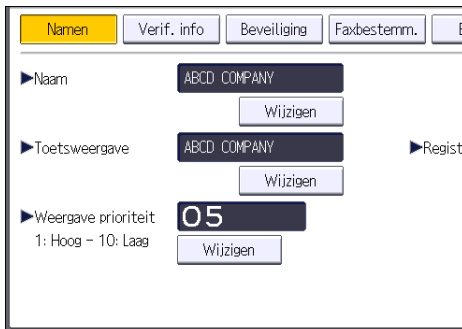 Namen Verif. info Beveiliging Faxbestemm.
▶Naam ABCD COMPANY
Wijzigen
▶Toetsweergave ABCD COMPANY ▶Regist
Wijzigen
▶Weergave prioriteit 05
1: Hoog - 10: Laag Wijzigen